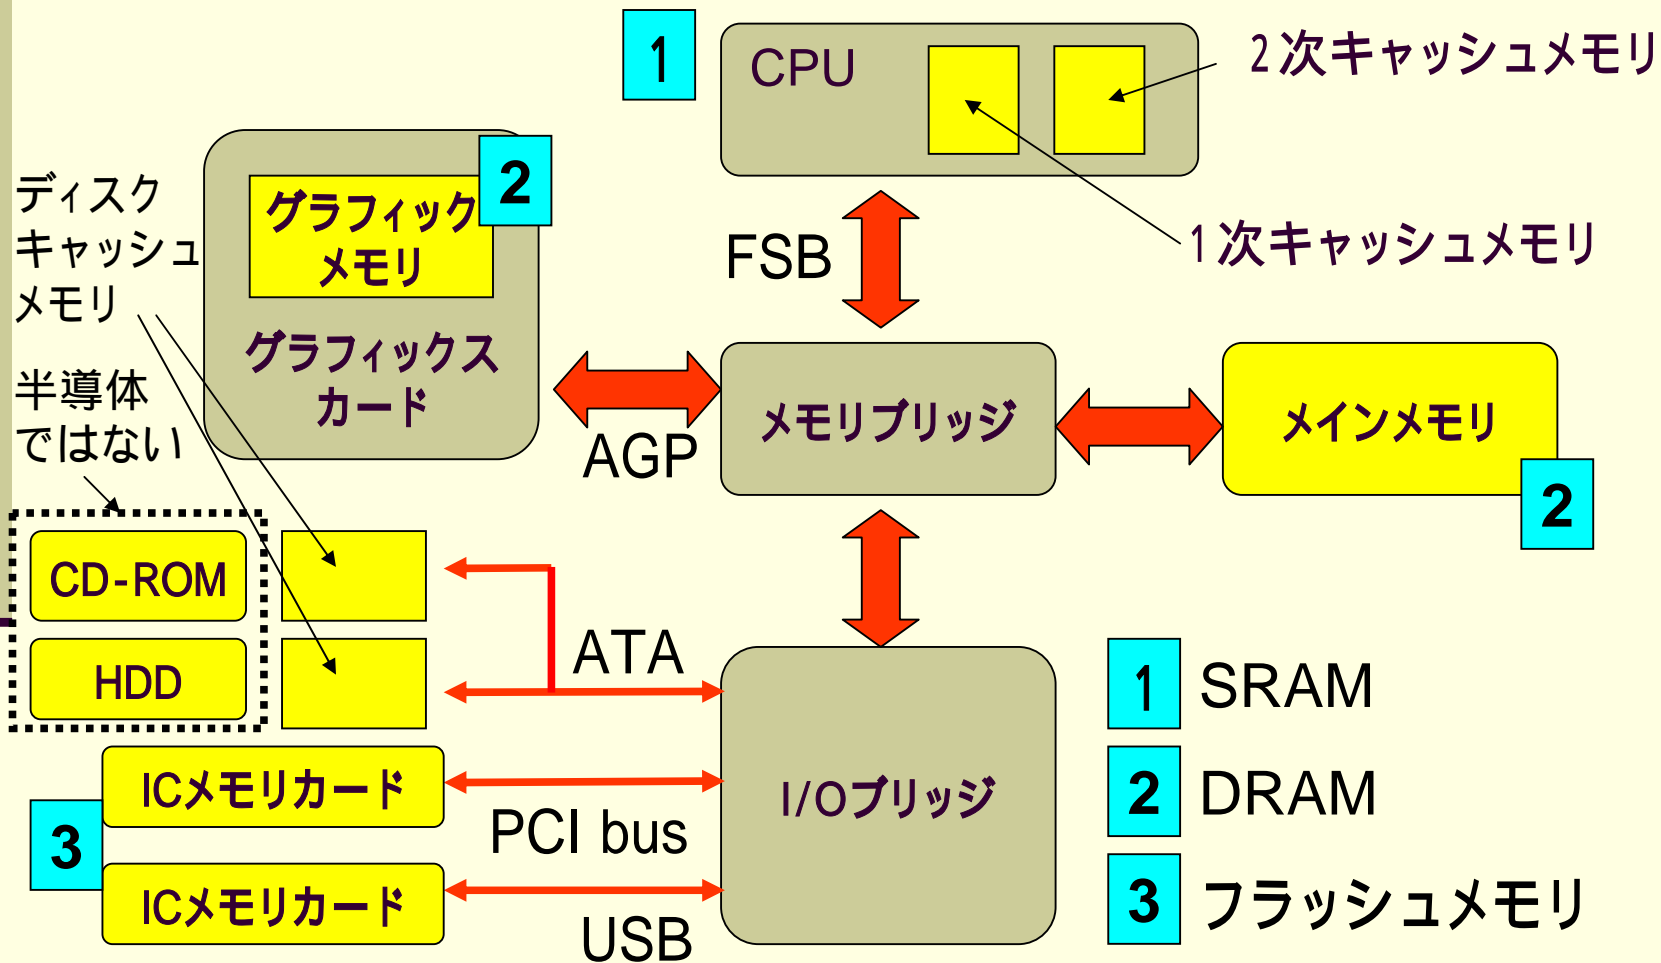 1
CPU
2次キャッシュメモリ
1次キャッシュメモリ
FSB
2
グラフィック
メモリ
グラフィックス
カード
ディスク
キャッシュ
メモリ
半導体
ではない
AGP
メモリブリッジ
メインメモリ
2
CD-ROM
HDD
ATA
ICメモリカード
3
ICメモリカード
PCI bus
USB
I/Oブリッジ
1
SRAM
2
DRAM
3
フラッシュメモリ